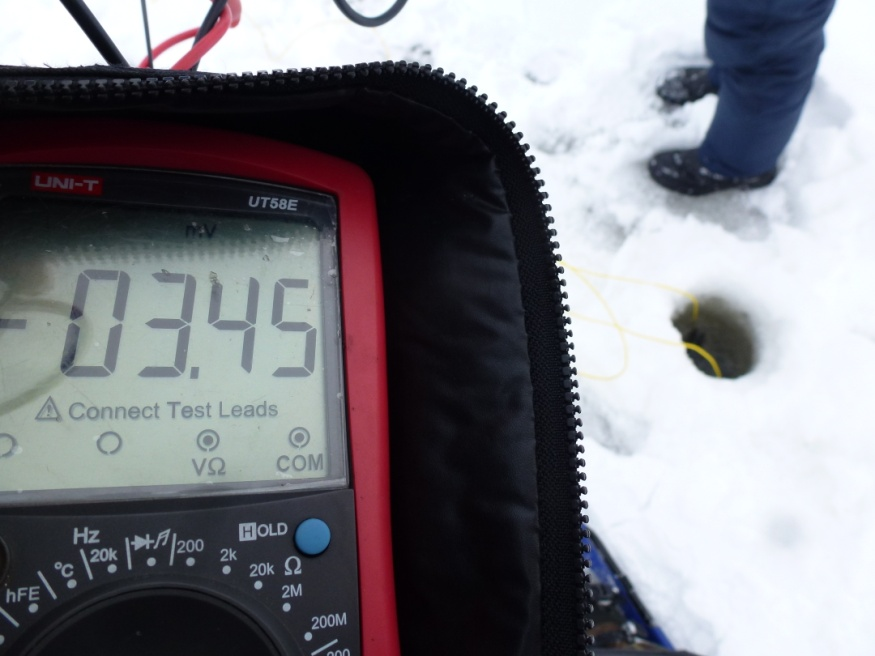 UNI-T
UT58E
mV
-03.45
⚠ Connect Test Leads
VΩ COM
Hz
HOLD
20k
200
2k
°C
20k
Ω
hFE
2M
200M
200